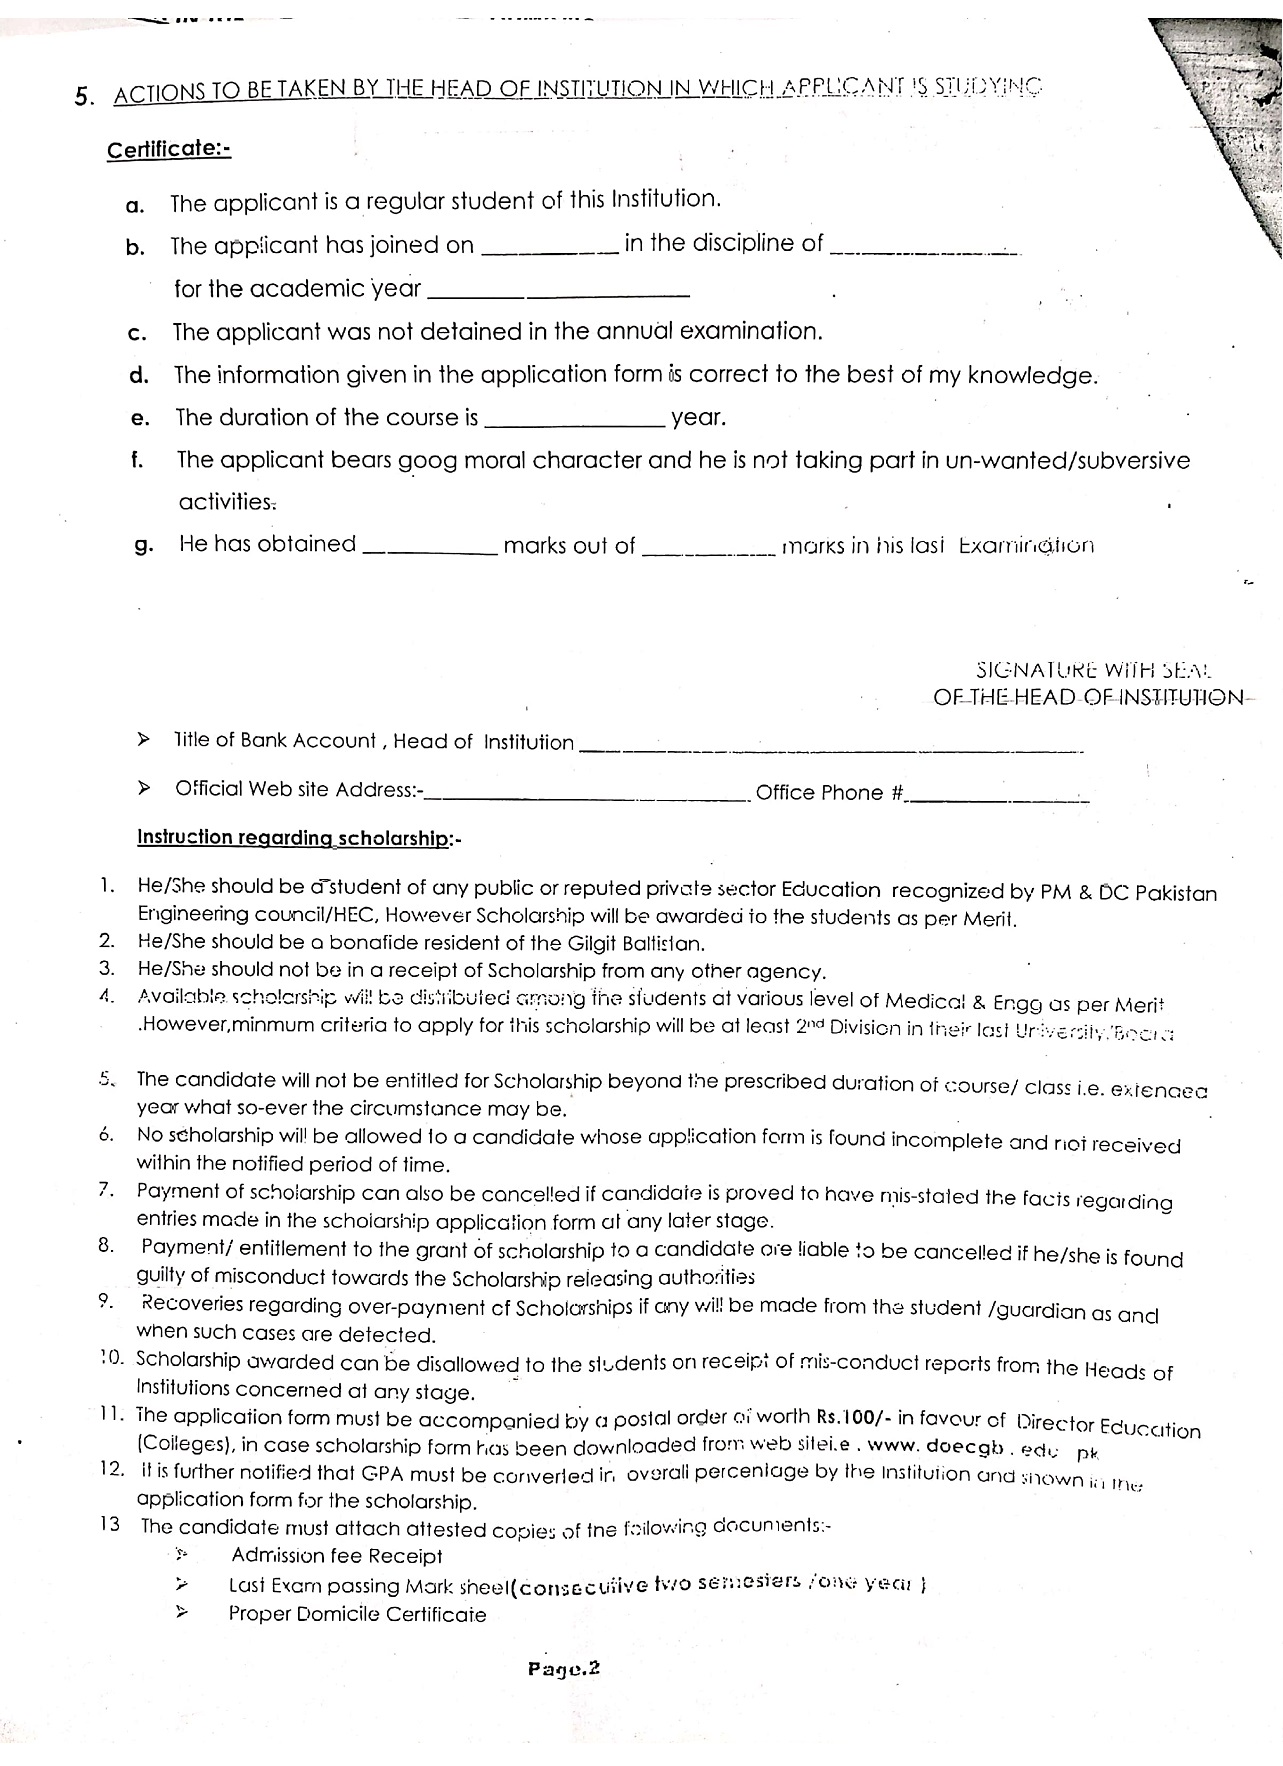 5. ACTIONS TO BE TAKEN BY THE HEAD OF INSTITUTION IN WHICH APPLICANT IS STUDYING
Certificate:-
a. The applicant is a regular student of this Institution.
b. The applicant has joined on __________ in the discipline of ______________
for the academic year ____________________
c. The applicant was not detained in the annual examination.
d. The information given in the application form is correct to the best of my knowledge.
e. The duration of the course is ______________ year.
f. The applicant bears goog moral character and he is not taking part in un-wanted/subversive
activities.
g. He has obtained __________ marks out of __________ marks in his last Examination
SIGNATURE WITH SEAL
OF THE HEAD OF INSTITUTION
➢ Title of Bank Account , Head of Institution ______________________________
➢ Official Web site Address:-____________________ Office Phone #____________
Instruction regarding scholarship:-
1. He/She should be a student of any public or reputed private sector Education recognized by PM & DC Pakistan
Engineering council/HEC, However Scholarship will be awarded to the students as per Merit.
2. He/She should be a bonafide resident of the Gilgit Baltistan.
3. He/She should not be in a receipt of Scholarship from any other agency.
4. Available scholarship will be distributed among the students at various level of Medical & Engg as per Merit
.However,minmum criteria to apply for this scholarship will be at least 2nd Division in their last University/Board
5. The candidate will not be entitled for Scholarship beyond the prescribed duration of course/ class i.e. extended
year what so-ever the circumstance may be.
6. No scholarship will be allowed to a candidate whose application form is found incomplete and not received
within the notified period of time.
7. Payment of scholarship can also be cancelled if candidate is proved to have mis-stated the facts regarding
entries made in the scholarship application form at any later stage.
8. Payment/ entitlement to the grant of scholarship to a candidate are liable to be cancelled if he/she is found
guilty of misconduct towards the Scholarship releasing authorities
9. Recoveries regarding over-payment of Scholarships if any will be made from the student /guardian as and
when such cases are detected.
10. Scholarship awarded can be disallowed to the students on receipt of mis-conduct reports from the Heads of
Institutions concerned at any stage.
11. The application form must be accompanied by a postal order of worth Rs.100/- in favour of Director Education
(Colleges), in case scholarship form has been downloaded from web sitei.e . www. doecgb . edu pk
12. It is further notified that GPA must be converted in overall percentage by the Institution and shown in the
application form for the scholarship.
13 The candidate must attach attested copies of the following documents:-
➢ Admission fee Receipt
➢ Last Exam passing Mark sheet(consecutive two semesters /one year )
➢ Proper Domicile Certificate
Page.2